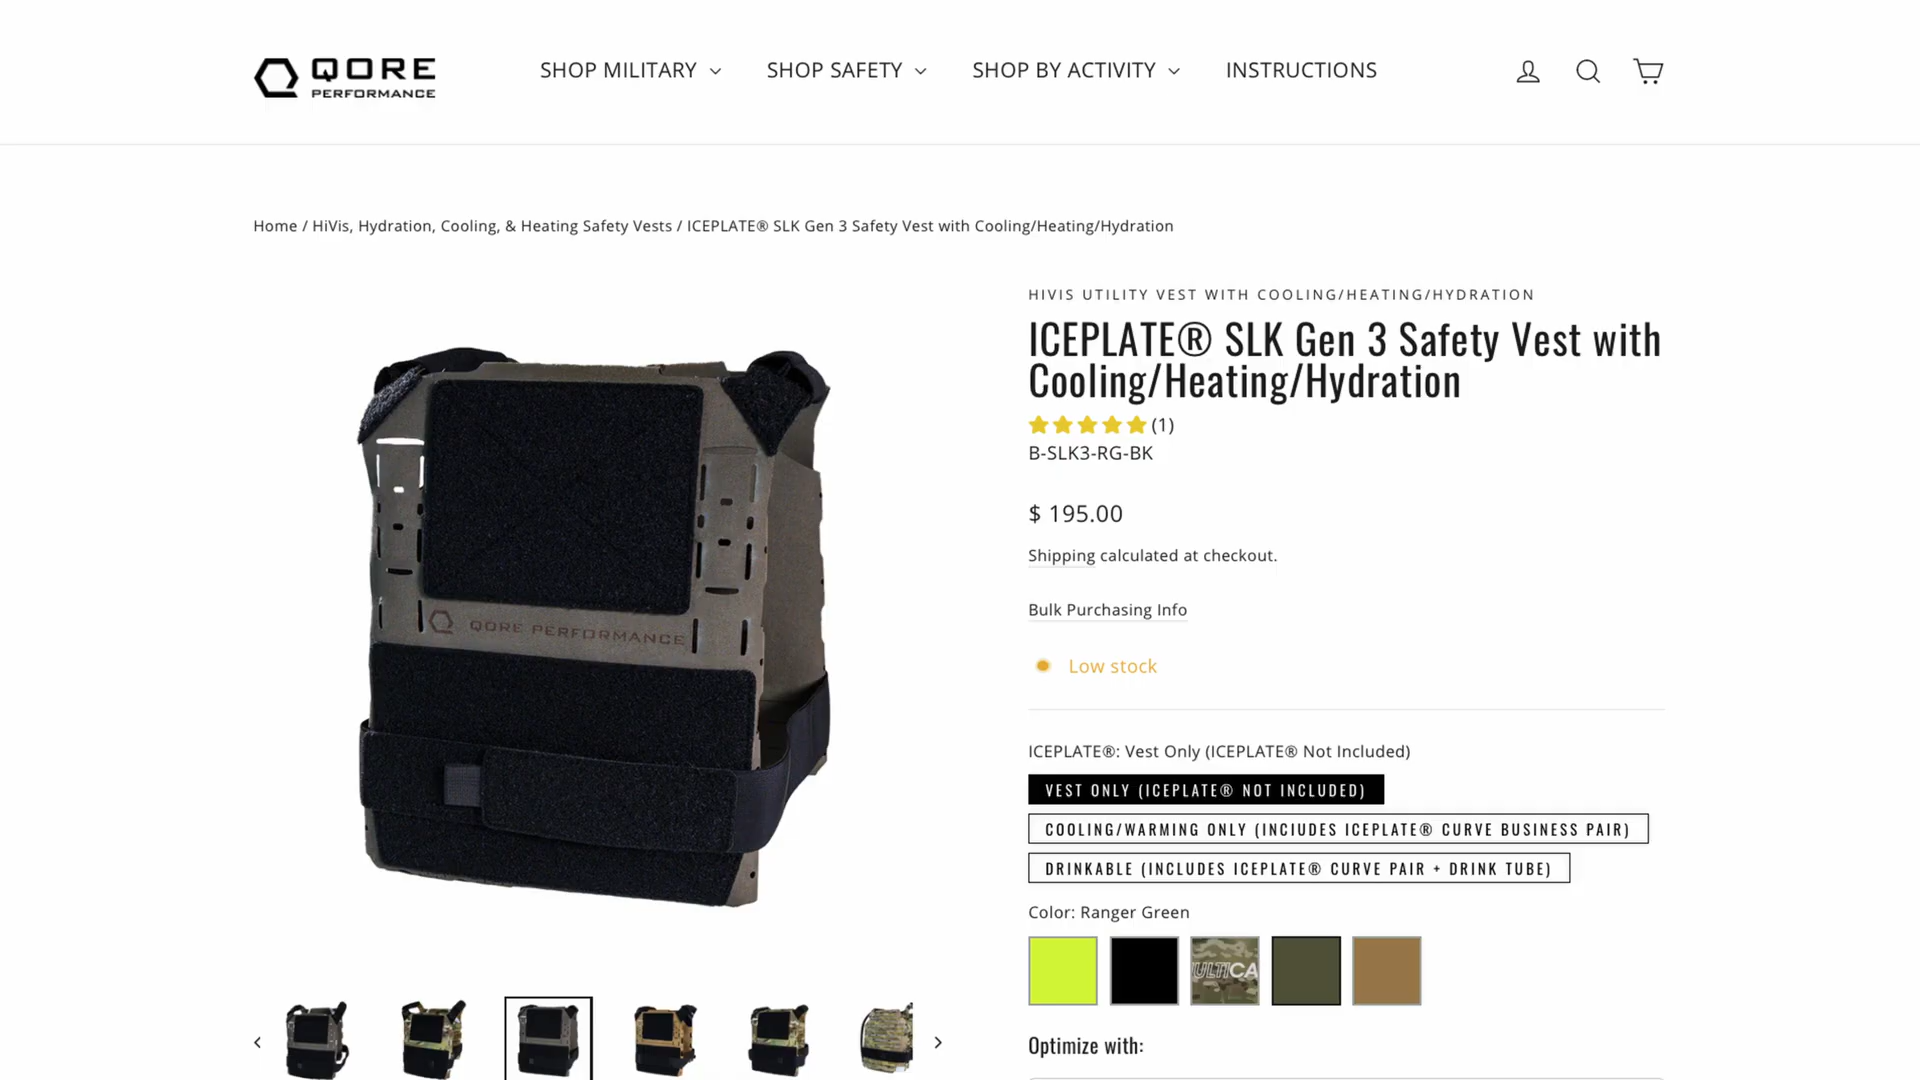 QORE
PERFORMANCE
SHOP MILITARY
SHOP SAFETY
SHOP BY ACTIVITY
INSTRUCTIONS
Home / HiVis, Hydration, Cooling, & Heating Safety Vests / ICEPLATE® SLK Gen 3 Safety Vest with Cooling/Heating/Hydration
QORE PERFORMANCE
HIVIS UTILITY VEST WITH COOLING/HEATING/HYDRATION
ICEPLATE® SLK Gen 3 Safety Vest with
Cooling/Heating/Hydration
(1)
B-SLK3-RG-BK
$ 195.00
Shipping calculated at checkout.
Bulk Purchasing Info
Low stock
ICEPLATE®: Vest Only (ICEPLATE® Not Included)
VEST ONLY (ICEPLATE® NOT INCLUDED)
COOLING/WARMING ONLY (INCIUDES ICEPLATE® CURVE BUSINESS PAIR)
DRINKABLE (INCLUDES ICEPLATE® CURVE PAIR + DRINK TUBE)
Color: Ranger Green
ULTICA
Optimize with: